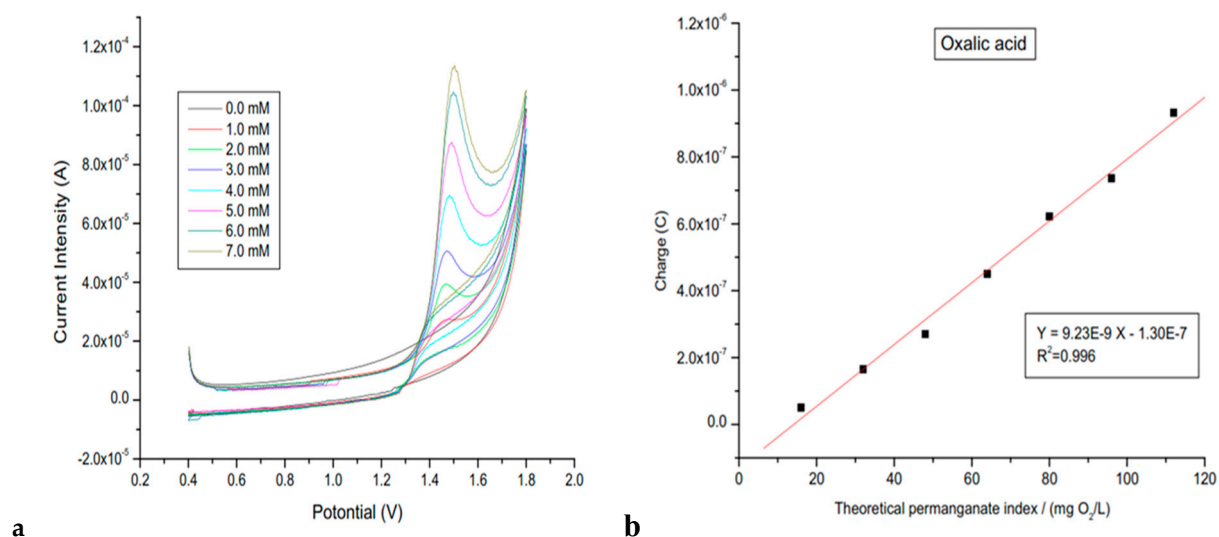 1.2x10⁻⁴
1.0x10⁻⁴
8.0x10⁻⁵
6.0x10⁻⁵
4.0x10⁻⁵
2.0x10⁻⁵
0.0
-2.0x10⁻⁵
Current Intensity (A)
0.0 mM
1.0 mM
2.0 mM
3.0 mM
4.0 mM
5.0 mM
6.0 mM
7.0 mM
0.2 0.4 0.6 0.8 1.0 1.2 1.4 1.6 1.8 2.0
Potontial (V)
a
1.2x10⁻⁶
1.0x10⁻⁶
8.0x10⁻⁷
6.0x10⁻⁷
4.0x10⁻⁷
2.0x10⁻⁷
0.0
Charge (C)
Oxalic acid
Y = 9.23E-9 X - 1.30E-7
R²=0.996
0 20 40 60 80 100 120
Theoretical permanganate index / (mg O₂/L)
b